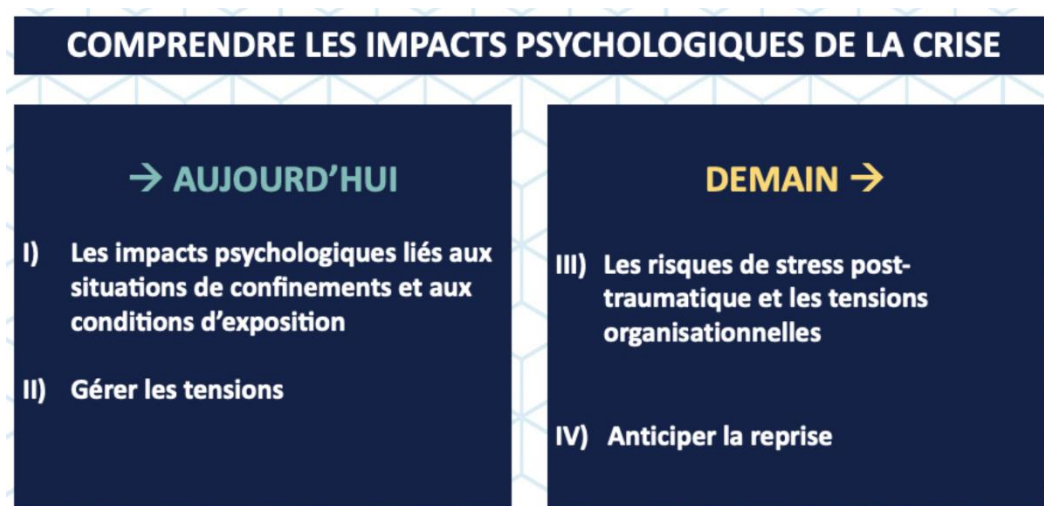 COMPRENDRE LES IMPACTS PSYCHOLOGIQUES DE LA CRISE
→ AUJOURD’HUI
I) Les impacts psychologiques liés aux
situations de confinements et aux
conditions d’exposition
II) Gérer les tensions
DEMAIN →
III) Les risques de stress post-
traumatique et les tensions
organisationnelles
IV) Anticiper la reprise